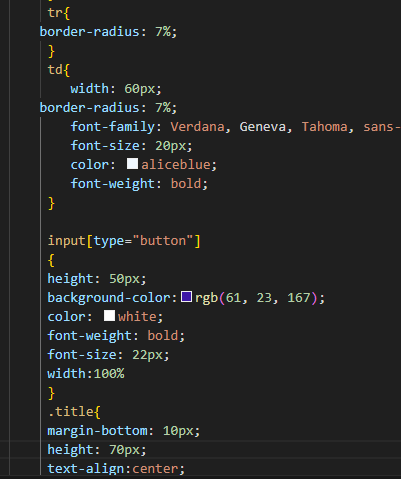 tr{
border-radius: 7%;
}
td{
width: 60px;
border-radius: 7%;
font-family: Verdana, Geneva, Tahoma, sans-
font-size: 20px;
color: aliceblue;
font-weight: bold;
}
input[type="button"]
{
height: 50px;
background-color: rgb(61, 23, 167);
color: white;
font-weight: bold;
font-size: 22px;
width:100%
}
.title{
margin-bottom: 10px;
height: 70px;
text-align:center;